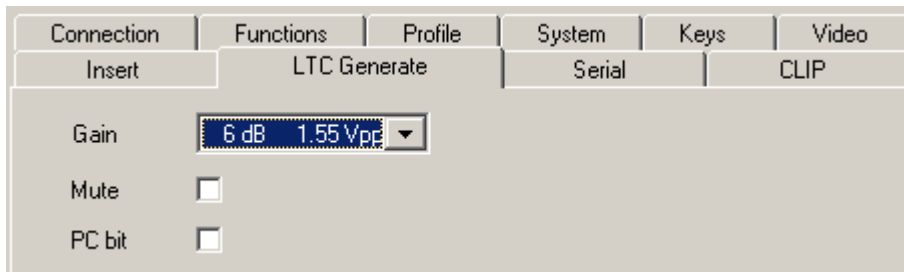 Connection Functions Profile System Keys Video
Insert LTC Generate Serial CLIP
Gain 6 dB 1.55 Vpp
Mute
PC bit